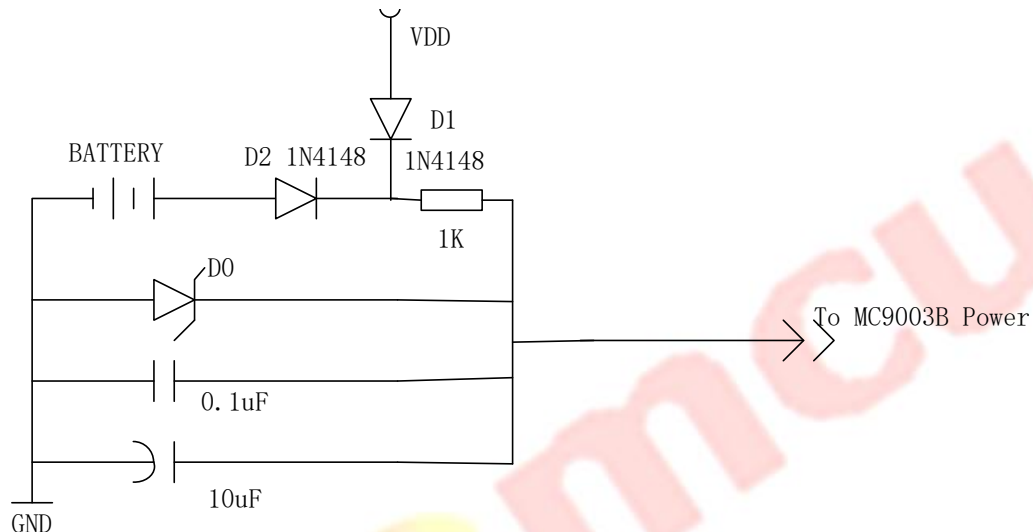 VDD
D1
BATTERY
D2 1N4148
1N4148
1K
D0
To MC9003B Power
0.1uF
10uF
GND
mcu